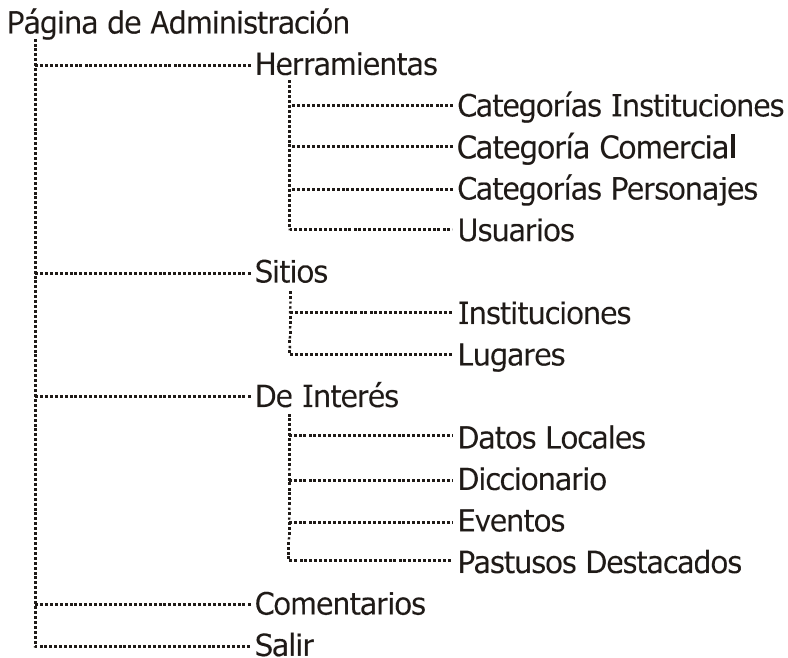 Página de Administración
Herramientas
Categorías Instituciones
Categoría Comercial
Categorías Personajes
Usuarios
Sitios
Instituciones
Lugares
De Interés
Datos Locales
Diccionario
Eventos
Pastusos Destacados
Comentarios
Salir